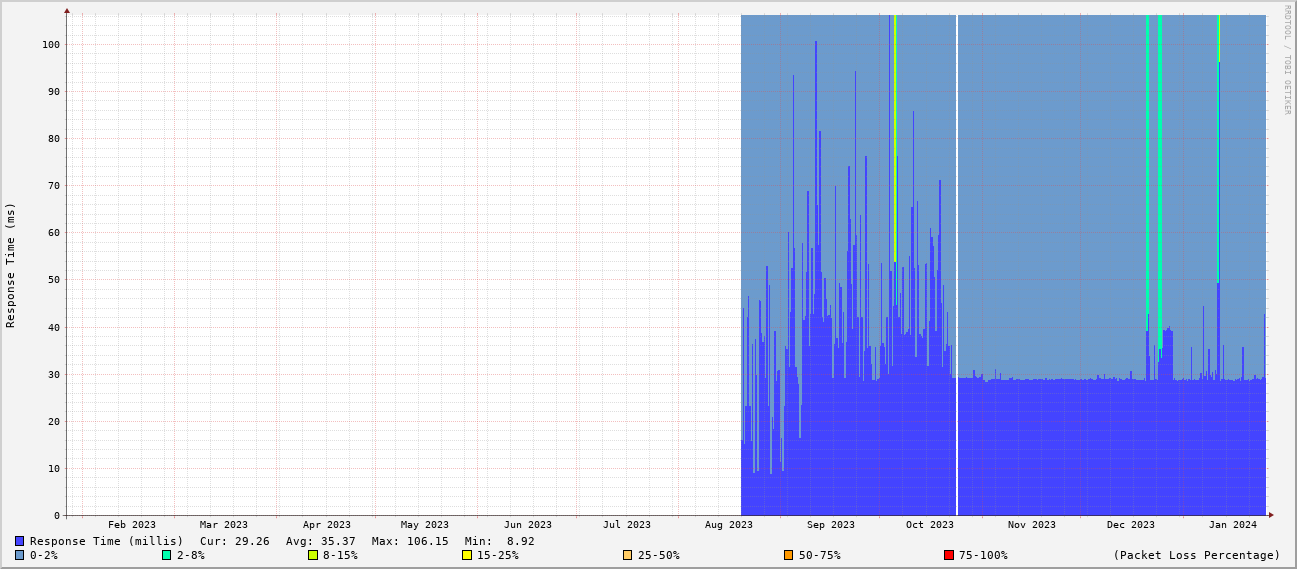 RRDTOOL / TOBI OETIKER
Response Time (ms)
100
90
80
70
60
50
40
30
20
10
0
Feb 2023 Mar 2023 Apr 2023 May 2023 Jun 2023 Jul 2023 Aug 2023 Sep 2023 Oct 2023 Nov 2023 Dec 2023 Jan 2024
Response Time (millis) Cur: 29.26 Avg: 35.37 Max: 106.15 Min: 8.92
0-2% 2-8% 8-15% 15-25% 25-50% 50-75% 75-100% (Packet Loss Percentage)